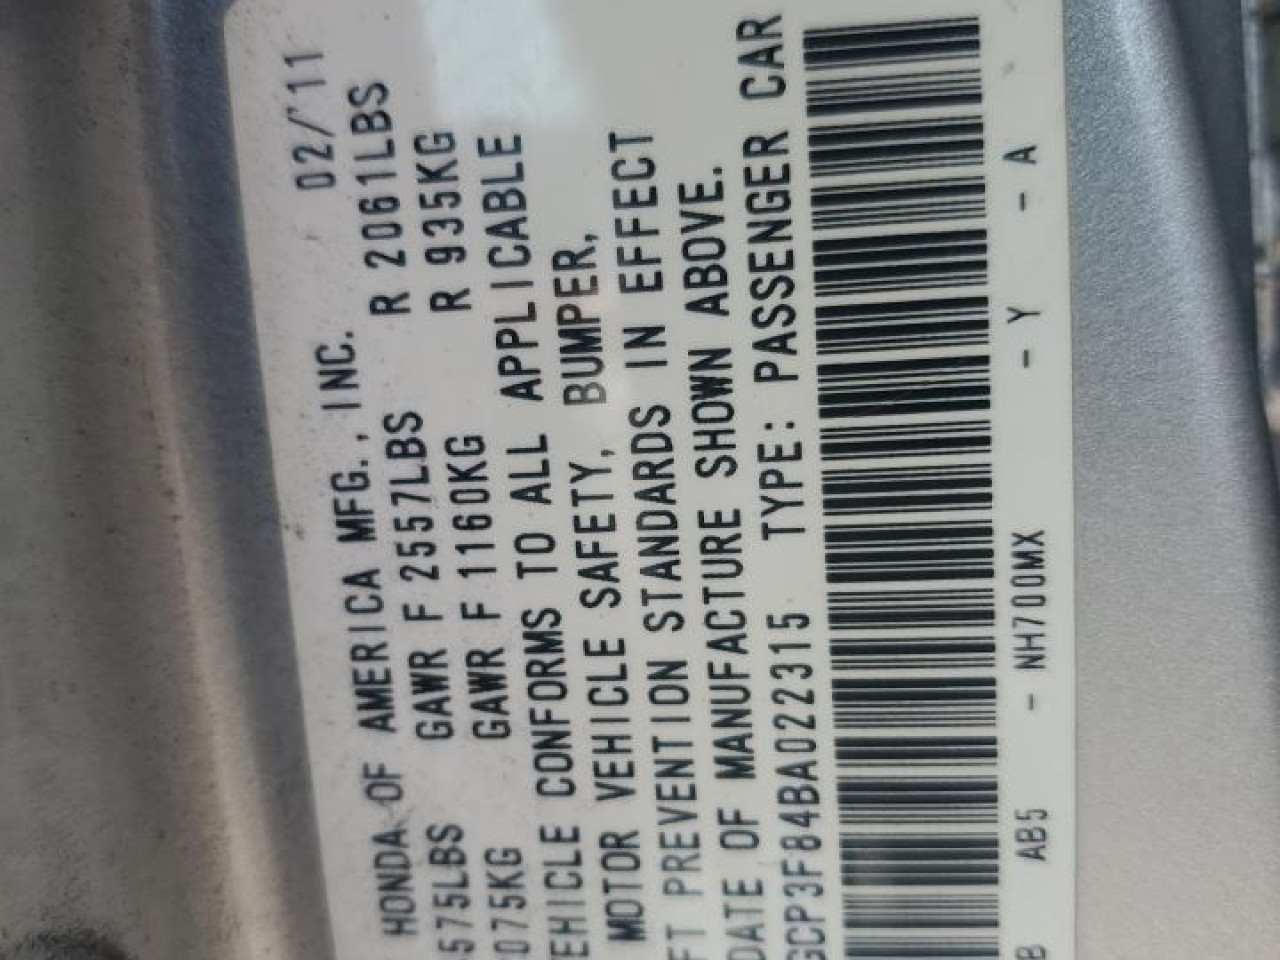 HONDA OF AMERICA MFG., INC. 02/'11
575LBS GAWR F 2557LBS R 2061LBS
075KG GAWR F 1160KG R 935KG
EHICLE CONFORMS TO ALL APPLICABLE
MOTOR VEHICLE SAFETY, BUMPER,
FT PREVENTION STANDARDS IN EFFECT
DATE OF MANUFACTURE SHOWN ABOVE.
GCP3F84BA022315 TYPE: PASSENGER CAR
B AB5 - NH700MX - Y - A